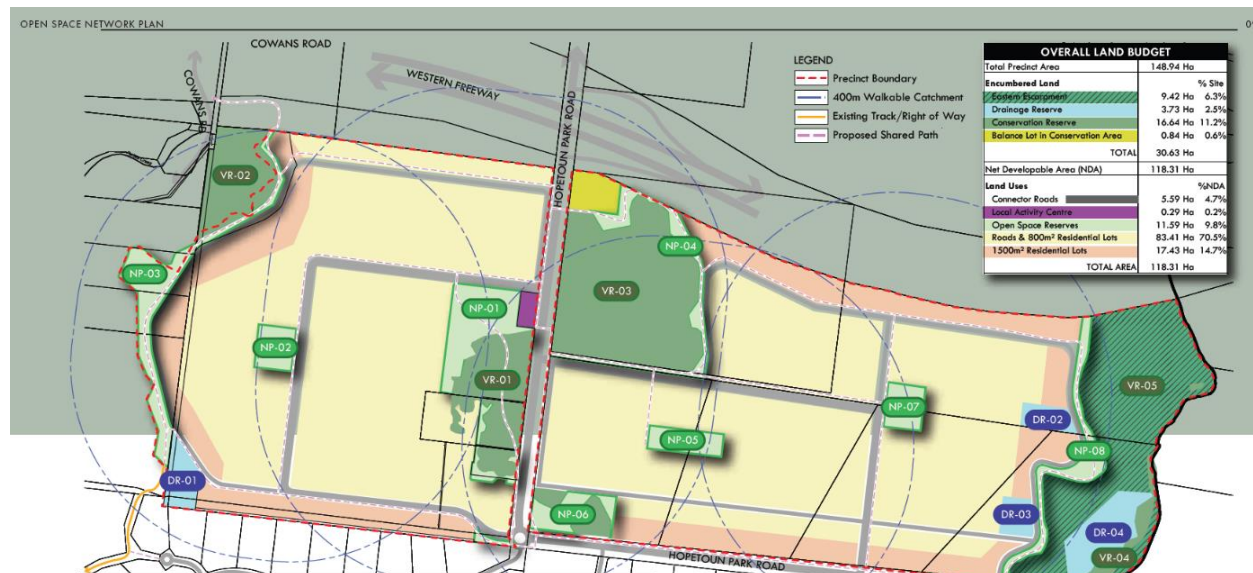 OPEN SPACE NETWORK PLAN
09
COWANS ROAD
COWANS RD
WESTERN FREEWAY
HOPETOUN PARK ROAD
LEGEND
Precinct Boundary
400m Walkable Catchment
Existing Track/Right of Way
Proposed Shared Path
OVERALL LAND BUDGET
Total Precinct Area 148.94 Ha
Encumbered Land % Site
Eastern Escarpment 9.42 Ha 6.3%
Drainage Reserve 3.73 Ha 2.5%
Conservation Reserve 16.64 Ha 11.2%
Balance Lot in Conservation Area 0.84 Ha 0.6%
TOTAL 30.63 Ha
Net Developable Area (NDA) 118.31 Ha
Land Uses %NDA
Connector Roads 5.59 Ha 4.7%
Local Activity Centre 0.29 Ha 0.2%
Open Space Reserves 11.59 Ha 9.8%
Roads & 800m² Residential Lots 83.41 Ha 70.5%
1500m² Residential Lots 17.43 Ha 14.7%
TOTAL AREA 118.31 Ha
VR-02
NP-03
NP-04
VR-03
NP-01
NP-02
VR-01
VR-05
NP-07
DR-02
NP-05
NP-08
DR-01
NP-06
DR-03
DR-04
VR-04
HOPETOUN PARK ROAD